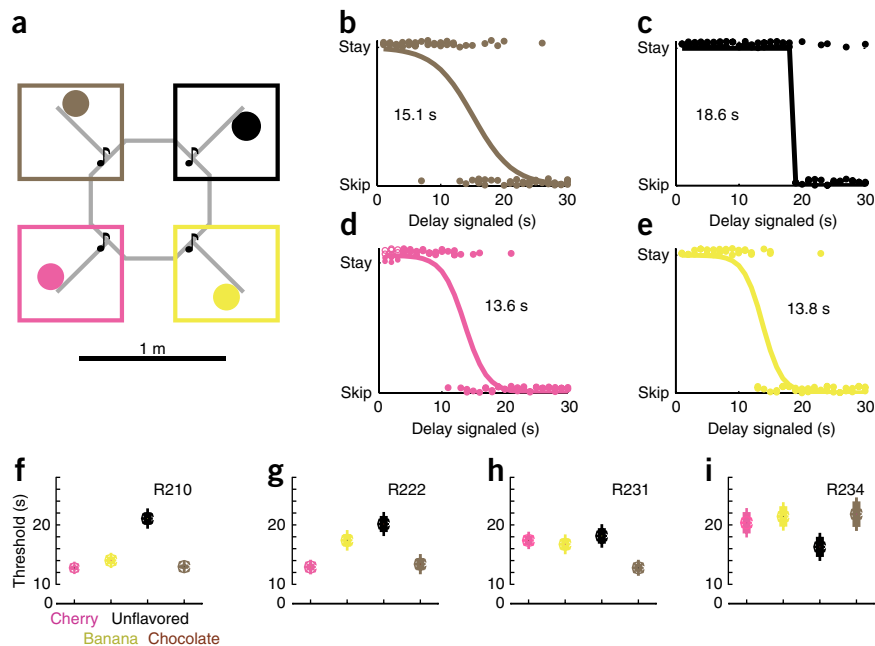 a
1 m
b
Stay
15.1 s
Skip
0 10 20 30
Delay signaled (s)
c
Stay
18.6 s
Skip
0 10 20 30
Delay signaled (s)
d
Stay
13.6 s
Skip
0 10 20 30
Delay signaled (s)
e
Stay
13.8 s
Skip
0 10 20 30
Delay signaled (s)
f
R210
Threshold (s)
20
10
0
Cherry Unflavored
Banana Chocolate
g
R222
20
10
0
h
R231
20
10
0
i
R234
20
10
0